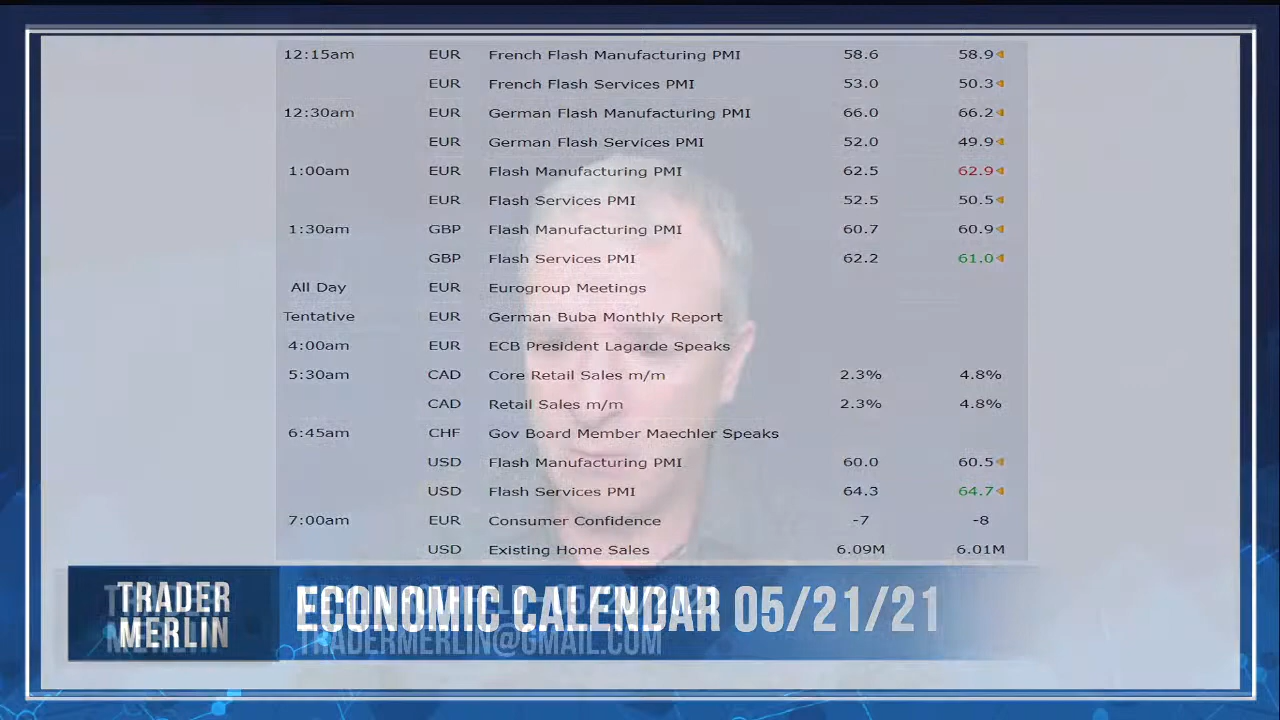 12:15am EUR French Flash Manufacturing PMI 58.6 58.9
EUR French Flash Services PMI 53.0 50.3
12:30am EUR German Flash Manufacturing PMI 66.0 66.2
EUR German Flash Services PMI 52.0 49.9
1:00am EUR Flash Manufacturing PMI 62.5 62.9
EUR Flash Services PMI 52.5 50.5
1:30am GBP Flash Manufacturing PMI 60.7 60.9
GBP Flash Services PMI 62.2 61.0
All Day EUR Eurogroup Meetings
Tentative EUR German Buba Monthly Report
4:00am EUR ECB President Lagarde Speaks
5:30am CAD Core Retail Sales m/m 2.3% 4.8%
CAD Retail Sales m/m 2.3% 4.8%
6:45am CHF Gov Board Member Maechler Speaks
USD Flash Manufacturing PMI 60.0 60.5
USD Flash Services PMI 64.3 64.7
7:00am EUR Consumer Confidence -7 -8
USD Existing Home Sales 6.09M 6.01M
TRADER
MERLIN
ECONOMIC CALENDAR 05/21/21
TRADERMERLIN@GMAIL.COM